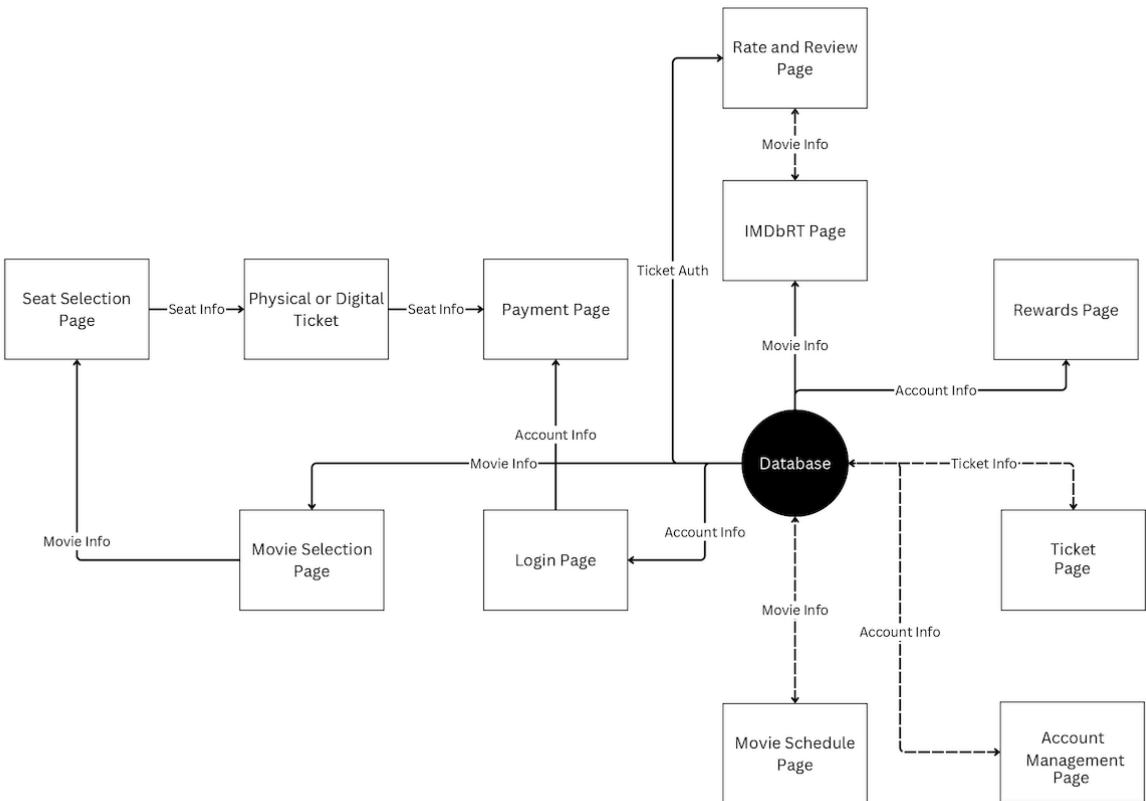 Rate and Review
Page
Movie Info
IMDbRT Page
Ticket Auth
Seat Selection
Page
Seat Info
Physical or Digital
Ticket
Seat Info
Payment Page
Rewards Page
Movie Info
Account Info
Account Info
Movie Info
Database
Ticket Info
Movie Info
Movie Selection
Page
Login Page
Account Info
Ticket
Page
Movie Info
Account Info
Movie Schedule
Page
Account
Management
Page